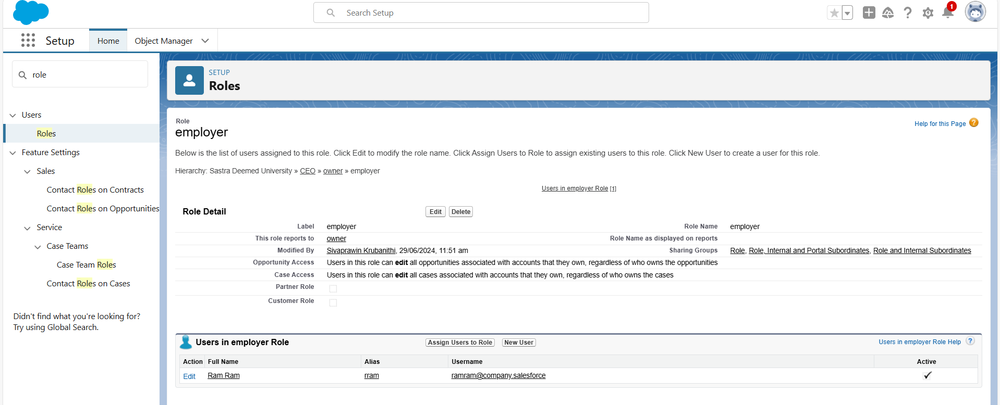 Search Setup
1
Setup
Home
Object Manager
role
Users
Roles
Feature Settings
Sales
Contact Roles on Contracts
Contact Roles on Opportunities
Service
Case Teams
Case Team Roles
Contact Roles on Cases
Didn't find what you're looking for?
Try using Global Search.
SETUP
Roles
Role
employer
Help for this Page ?
Below is the list of users assigned to this role. Click Edit to modify the role name. Click Assign Users to Role to assign existing users to this role. Click New User to create a user for this role.
Hierarchy: Sastra Deemed University » CEO » owner » employer
Users in employer Role [1]
Role Detail Edit Delete
Label employer Role Name employer
This role reports to owner Role Name as displayed on reports
Modified By Sivaprawin Krubanithi, 29/06/2024, 11:51 am Sharing Groups Role, Role, Internal and Portal Subordinates, Role and Internal Subordinates
Opportunity Access Users in this role can edit all opportunities associated with accounts that they own, regardless of who owns the opportunities
Case Access Users in this role can edit all cases associated with accounts that they own, regardless of who owns the cases
Partner Role
Customer Role
Users in employer Role Assign Users to Role New User Users in employer Role Help ?
Action Full Name Alias Username Active
Edit Ram Ram rram ramram@company.salesforce